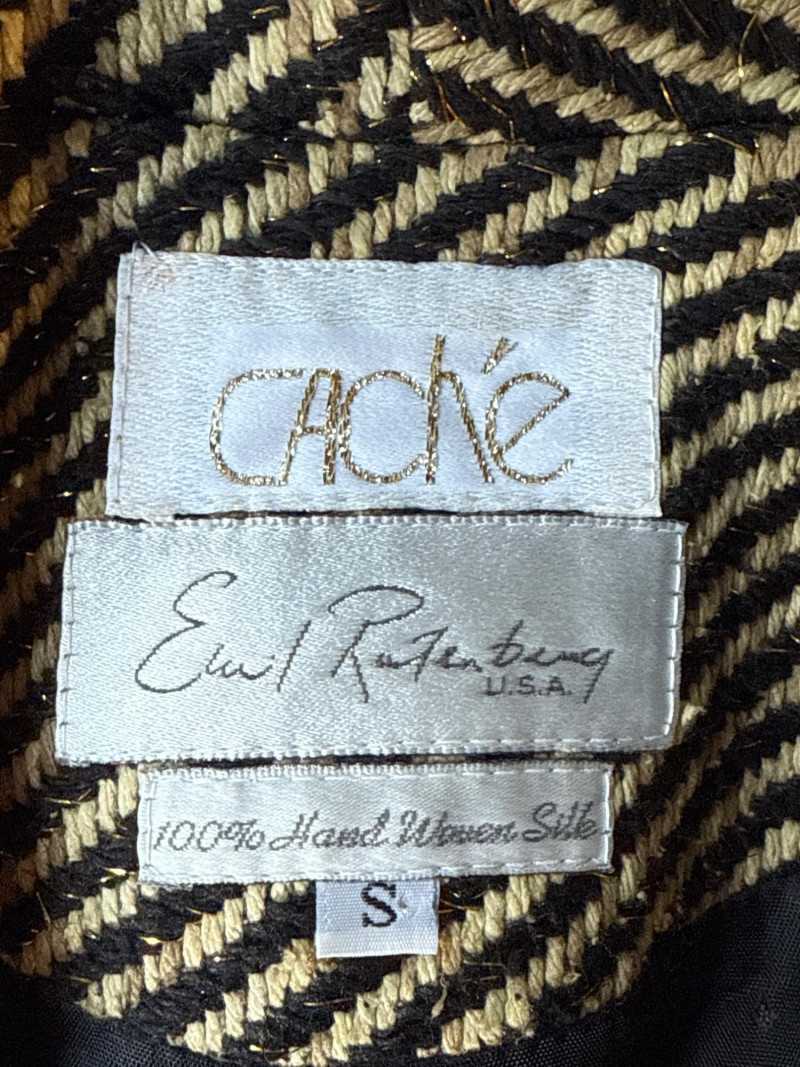 caché
Emil Rutenberg
U.S.A.
100% Hand Woven Silk
S